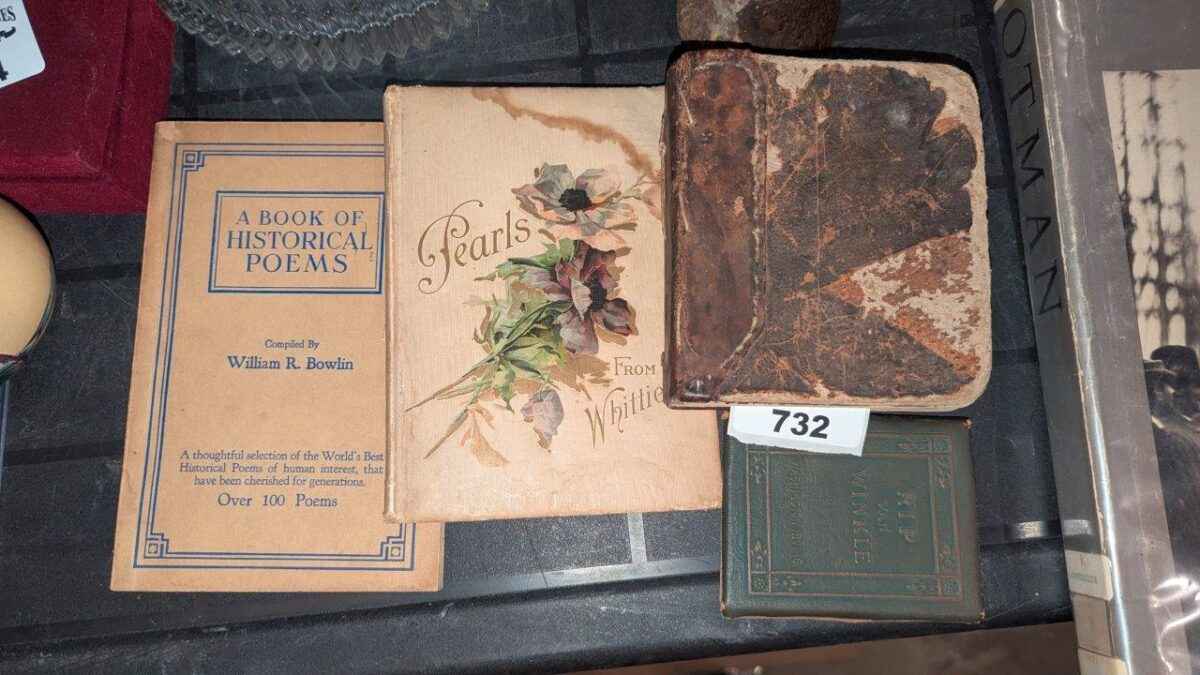 A BOOK OF
HISTORICAL
POEMS
Compiled By
William R. Bowlin
A thoughtful selection of the World's Best
Historical Poems of human interest, that
have been cherished for generations.
Over 100 Poems
Pearls
FROM
Whittie
732
RIP
VAN
WINKLE
OTMAN